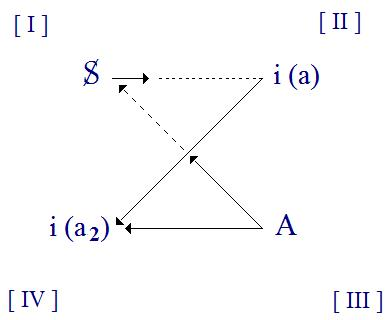 [ I ] [ II ]
$ i (a)
i (a₂) A
[ IV ] [ III ]